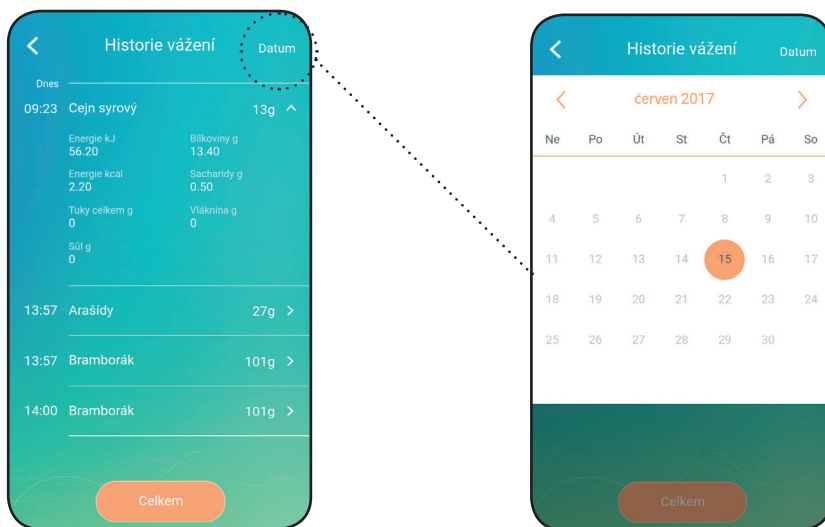 Historie vážení
Datum
Dnes
09:23 Cejn syrový 13g
Energie kJ Bílkoviny g
56.20 13.40
Energie kcal Sacharidy g
2.20 0.50
Tuky celkem g Vláknina g
0 0
Sůl g
0
13:57 Arašídy 27g
13:57 Bramborák 101g
14:00 Bramborák 101g
Celkem
Historie vážení
Datum
červen 2017
Ne Po Út St Čt Pá So
1 2 3
4 5 6 7 8 9 10
11 12 13 14 15 16 17
18 19 20 21 22 23 24
25 26 27 28 29 30
Celkem